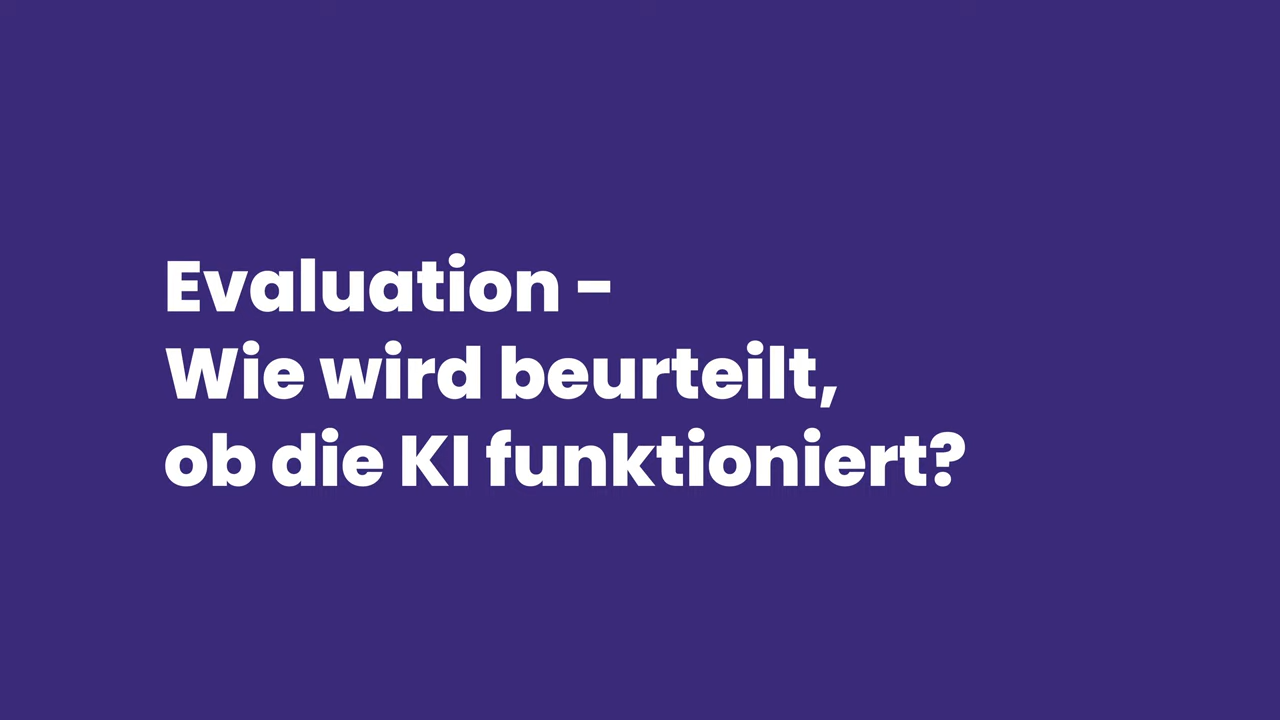 Evaluation -
Wie wird beurteilt,
ob die KI funktioniert?